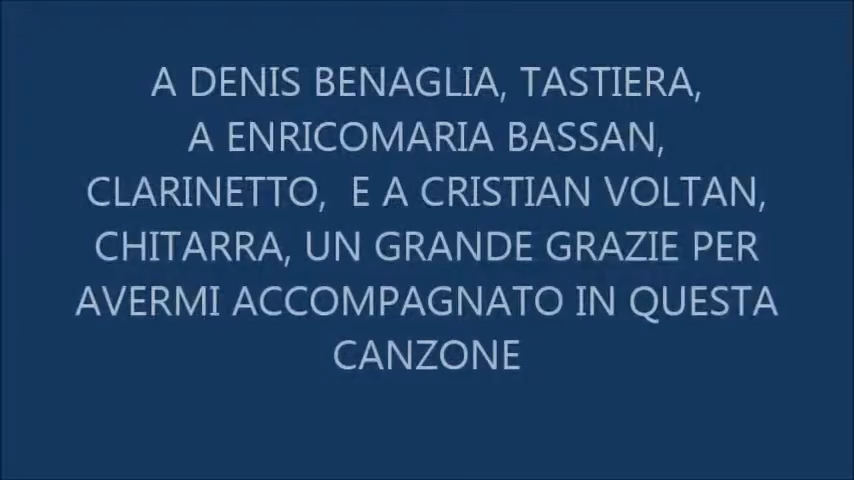 A DENIS BENAGLIA, TASTIERA,
A ENRICOMARIA BASSAN,
CLARINETTO,  E A CRISTIAN VOLTAN,
CHITARRA, UN GRANDE GRAZIE PER
AVERMI ACCOMPAGNATO IN QUESTA
CANZONE